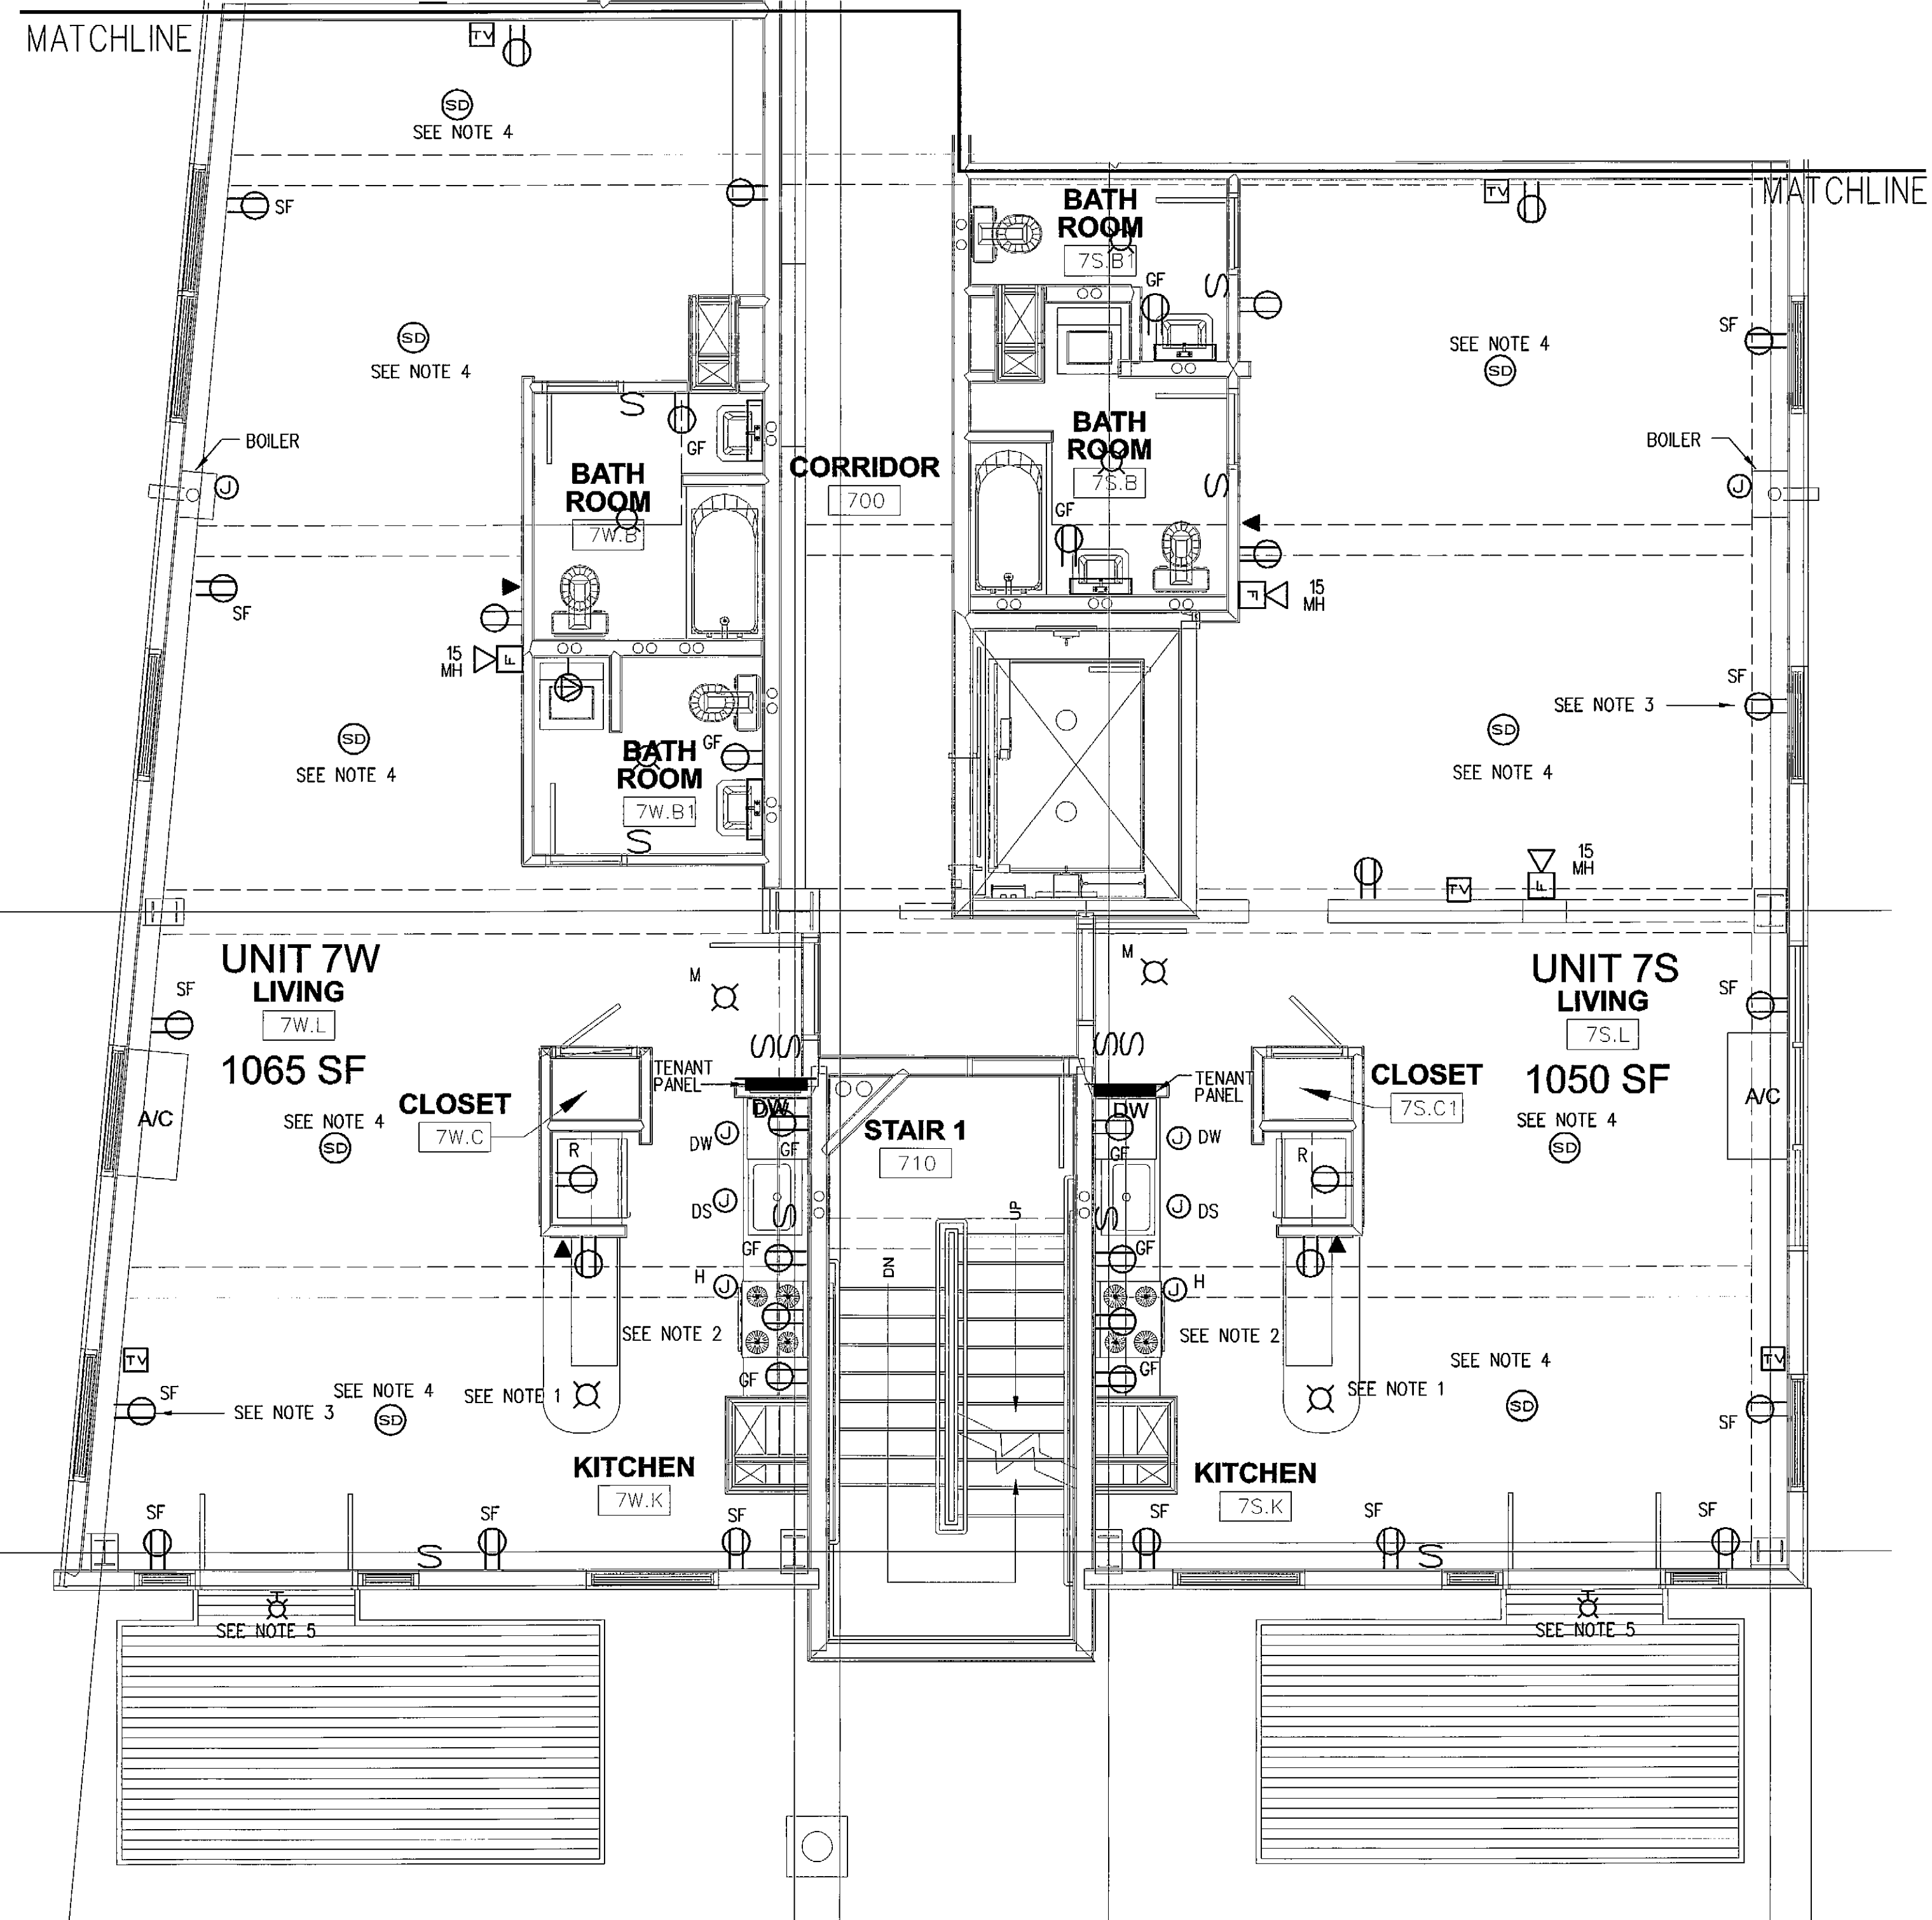 MATCHLINE
TV
SD
SEE NOTE 4
MATCHLINE
TV
BATH
ROOM
7S.B1
SF
GF
S
SD
SEE NOTE 4
SF
SEE NOTE 4
SD
S
GF
BOILER
J
BATH
ROOM
7W.B
CORRIDOR
700
BATH
ROOM
7S.B
S
GF
BOILER
J
SF
15
MH
F
F
15
MH
SD
SEE NOTE 4
GF
BATH
ROOM
7W.B1
S
SF
SEE NOTE 3
SD
SEE NOTE 4
TV
F
15
MH
UNIT 7W
LIVING
7W.L
1065 SF
SF
M
M
UNIT 7S
LIVING
7S.L
1050 SF
SF
SS
SS
TENANT
PANEL
TENANT
PANEL
A/C
SEE NOTE 4
SD
CLOSET
7W.C
R
DW
DW
J
GF
STAIR 1
710
DW
GF
J
DW
CLOSET
7S.C1
R
SEE NOTE 4
SD
A/C
DS
J
S
S
J
DS
UP
DN
GF
GF
H
J
J
H
SEE NOTE 2
SEE NOTE 2
TV
SF
SEE NOTE 3
SEE NOTE 4
SD
SEE NOTE 1
GF
GF
SEE NOTE 1
SEE NOTE 4
SD
TV
SF
KITCHEN
7W.K
KITCHEN
7S.K
SF
SF
SF
SF
SF
SF
S
S
SEE NOTE 5
SEE NOTE 5